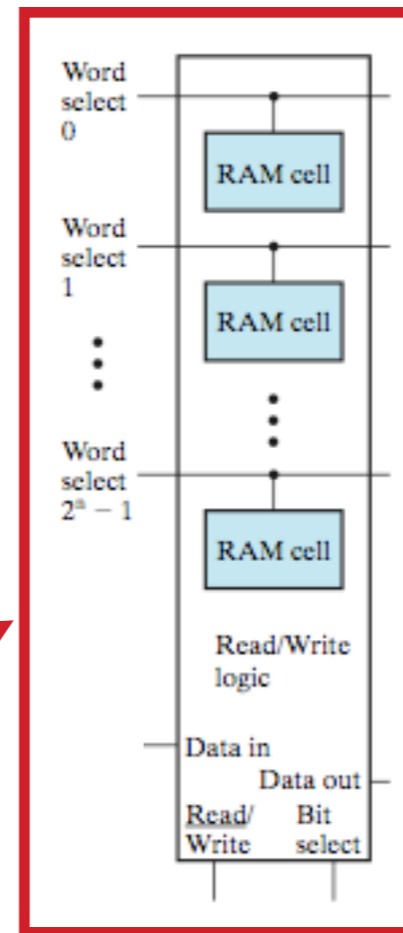 Word
select
0
RAM cell
Word
select
1
RAM cell
Word
select
2ⁿ − 1
RAM cell
Read/Write
logic
Data in
Data out
Read/
Write
Bit
select